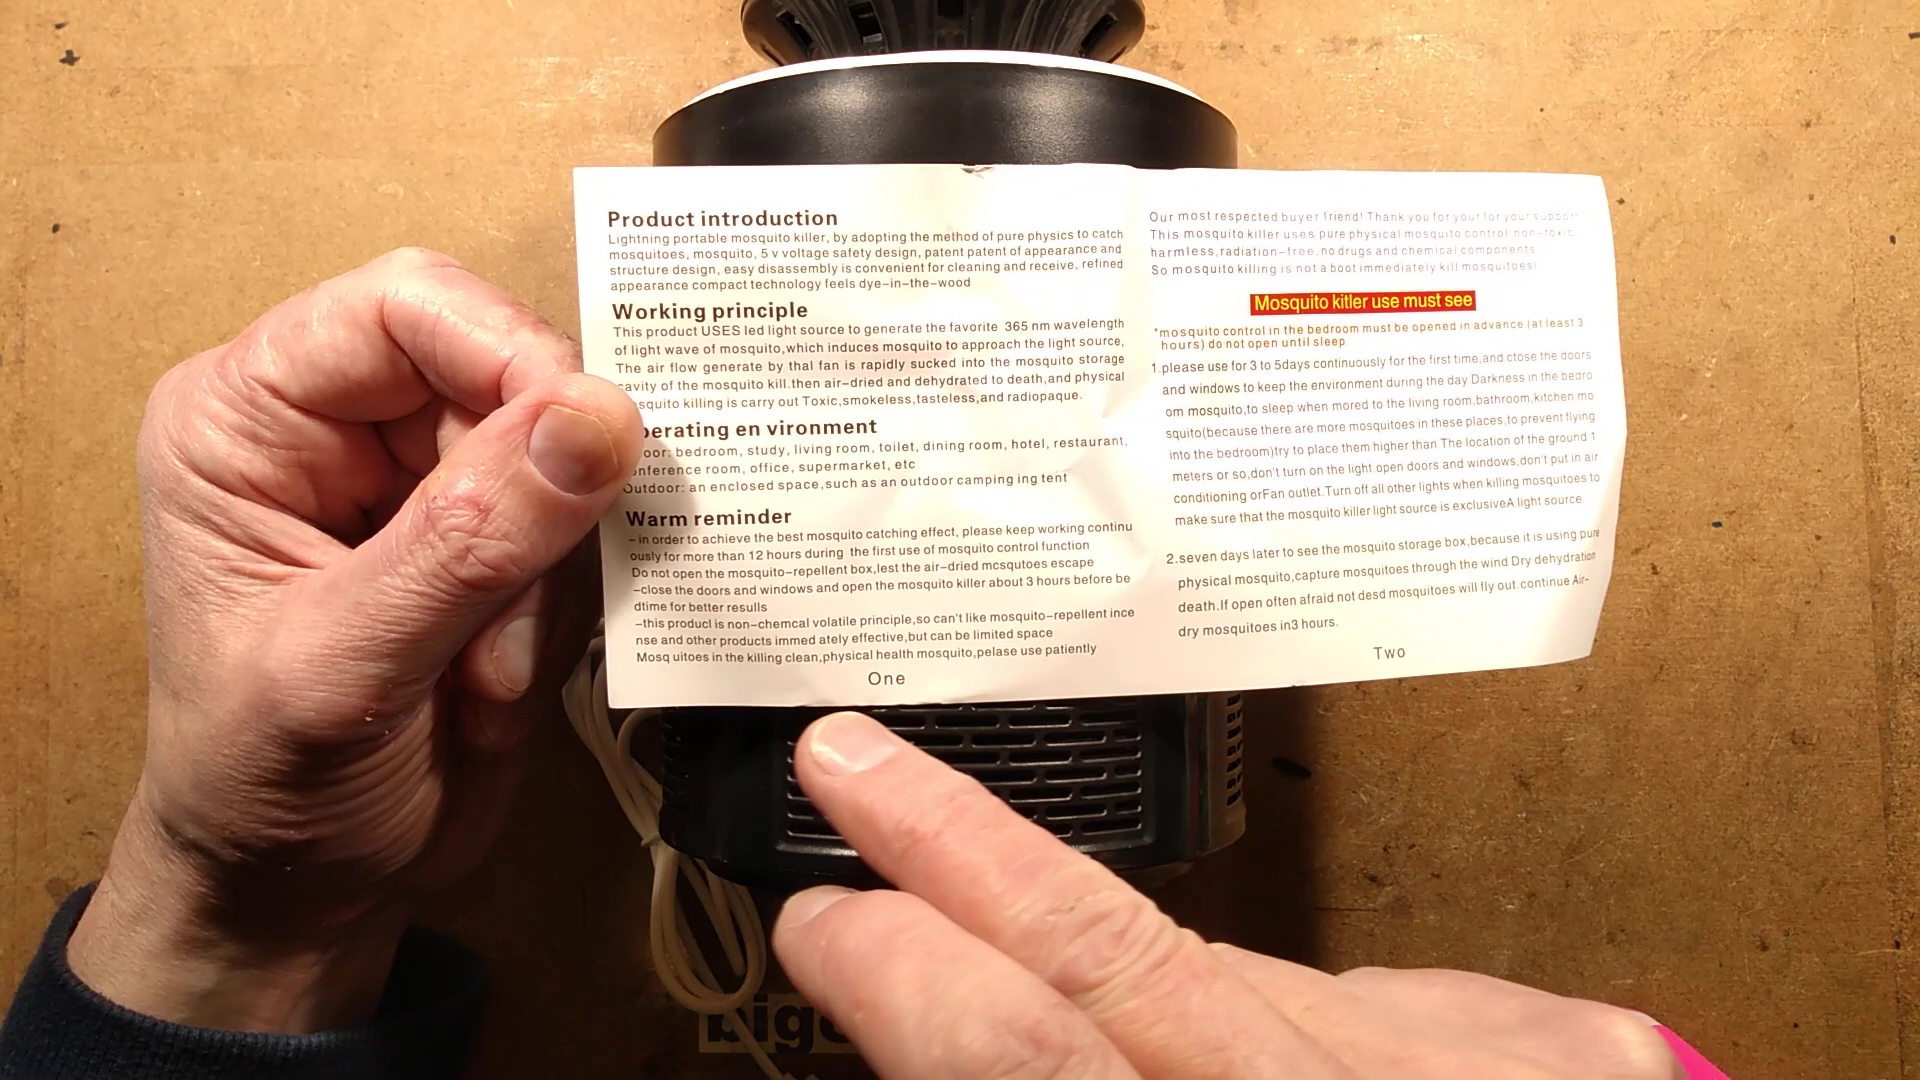 Product introduction
Lightning portable mosquito killer, by adopting the method of pure physics to catch
mosquitoes, mosquito, 5 v voltage safety design, patent patent of appearance and
structure design, easy disassembly is convenient for cleaning and receive, refined
appearance compact technology feels dye-in-the-wood
Working principle
This product USES led light source to generate the favorite 365 nm wavelength
of light wave of mosquito,which induces mosquito to approach the light source,
The air flow generate by thal fan is rapidly sucked into the mosquito storage
cavity of the mosquito kill.then air-dried and dehydrated to death,and physical
squito killing is carry out Toxic,smokeless,tasteless,and radiopaque.
perating en vironment
oor: bedroom, study, living room, toilet, dining room, hotel, restaurant,
nference room, office, supermarket, etc
Outdoor: an enclosed space,such as an outdoor camping ing tent
Warm reminder
- in order to achieve the best mosquito catching effect, please keep working continu
ously for more than 12 hours during the first use of mosquito control function
Do not open the mosquito-repellent box,lest the air-dried mcsqutoes escape
-close the doors and windows and open the mosquito killer about 3 hours before be
dtime for better resulls
-this producl is non-chemcal volatile principle,so can't like mosquito-repellent ince
nse and other products immed ately effective,but can be limited space
Mosq uitoes in the killing clean,physical health mosquito,pelase use patiently
One
Our most respected buyer friend! Thank you for your for your support
This mosquito killer uses pure physical mosquito control non-toxic
harmless,radiation-free,no drugs and chemical components.
So mosquito killing is not a boot immediately kill mosquitoes!
Mosquito kitler use must see
*mosquito control in the bedroom must be opened in advance (at least 3
hours) do not open until sleep.
1.please use for 3 to 5days continuously for the first time,and ctose the doors
and windows to keep the environment during the day Darkness in the bedro
om mosquito,to sleep when mored to the living room,bathroom,kitchen mo
squito(because there are more mosquitoes in these places,to prevent flying
into the bedroom)try to place them higher than The location of the ground 1
meters or so,don't turn on the light.open doors and windows,don't put in air
conditioning orFan outlet.Turn off all other lights when killing mosquitoes to
make sure that the mosquito killer light source is exclusiveA light source
2.seven days later to see the mosquito storage box,because it is using pure
physical mosquito,capture mosquitoes through the wind Dry dehydration
death.If open often afraid not desd mosquitoes will fly out.continue Air-
dry mosquitoes in3 hours.
Two